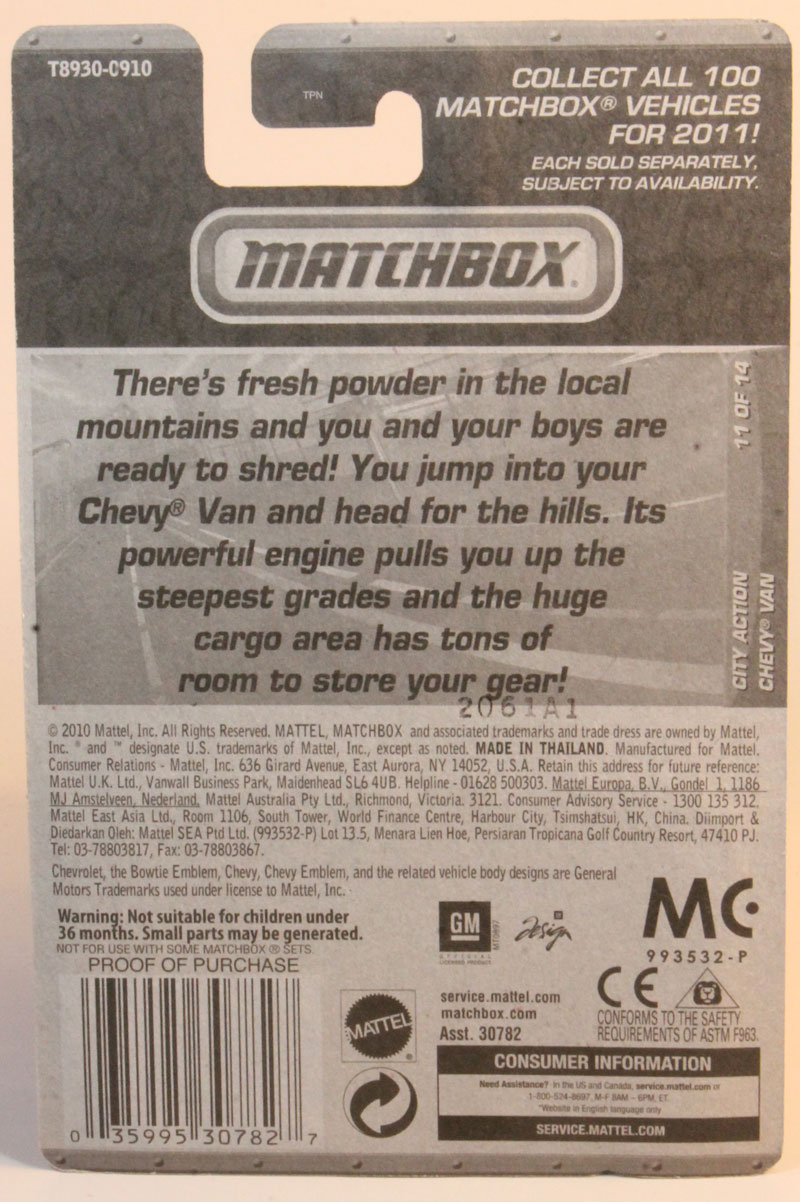 T8930-0910
TPN
COLLECT ALL 100
MATCHBOX® VEHICLES
FOR 2011!
EACH SOLD SEPARATELY,
SUBJECT TO AVAILABILITY.
MATCHBOX®
There's fresh powder in the local
mountains and you and your boys are
ready to shred! You jump into your
Chevy® Van and head for the hills. Its
powerful engine pulls you up the
steepest grades and the huge
cargo area has tons of
room to store your gear!
11 OF 14
CITY ACTION
CHEVY® VAN
2061A1
© 2010 Mattel, Inc. All Rights Reserved. MATTEL, MATCHBOX and associated trademarks and trade dress are owned by Mattel,
Inc. ® and ™ designate U.S. trademarks of Mattel, Inc., except as noted. MADE IN THAILAND. Manufactured for Mattel.
Consumer Relations - Mattel, Inc. 636 Girard Avenue, East Aurora, NY 14052, U.S.A. Retain this address for future reference:
Mattel U.K. Ltd., Vanwall Business Park, Maidenhead SL6 4UB. Helpline - 01628 500303. Mattel Europa, B.V., Gondel 1, 1186
MJ Amstelveen, Nederland. Mattel Australia Pty Ltd., Richmond, Victoria. 3121. Consumer Advisory Service - 1300 135 312.
Mattel East Asia Ltd., Room 1106, South Tower, World Finance Centre, Harbour City, Tsimshatsui, HK, China. Diimport &
Diedarkan Oleh: Mattel SEA Ptd Ltd. (993532-P) Lot 13.5, Menara Lien Hoe, Persiaran Tropicana Golf Country Resort, 47410 PJ.
Tel: 03-78803817, Fax: 03-78803867.
Chevrolet, the Bowtie Emblem, Chevy, Chevy Emblem, and the related vehicle body designs are General
Motors Trademarks used under license to Mattel, Inc.
Warning: Not suitable for children under
36 months. Small parts may be generated.
NOT FOR USE WITH SOME MATCHBOX ® SETS.
PROOF OF PURCHASE
0 35995 30782 7
GM
OFFICIAL
LICENSED PRODUCT
Design
MC
993532-P
CE
CONFORMS TO THE SAFETY
REQUIREMENTS OF ASTM F963.
MATTEL®
service.mattel.com
matchbox.com
Asst. 30782
CONSUMER INFORMATION
Need Assistance? In the US and Canada, service.mattel.com or
1-800-524-8697, M-F 8AM - 6PM, ET.
*Website in English language only
SERVICE.MATTEL.COM